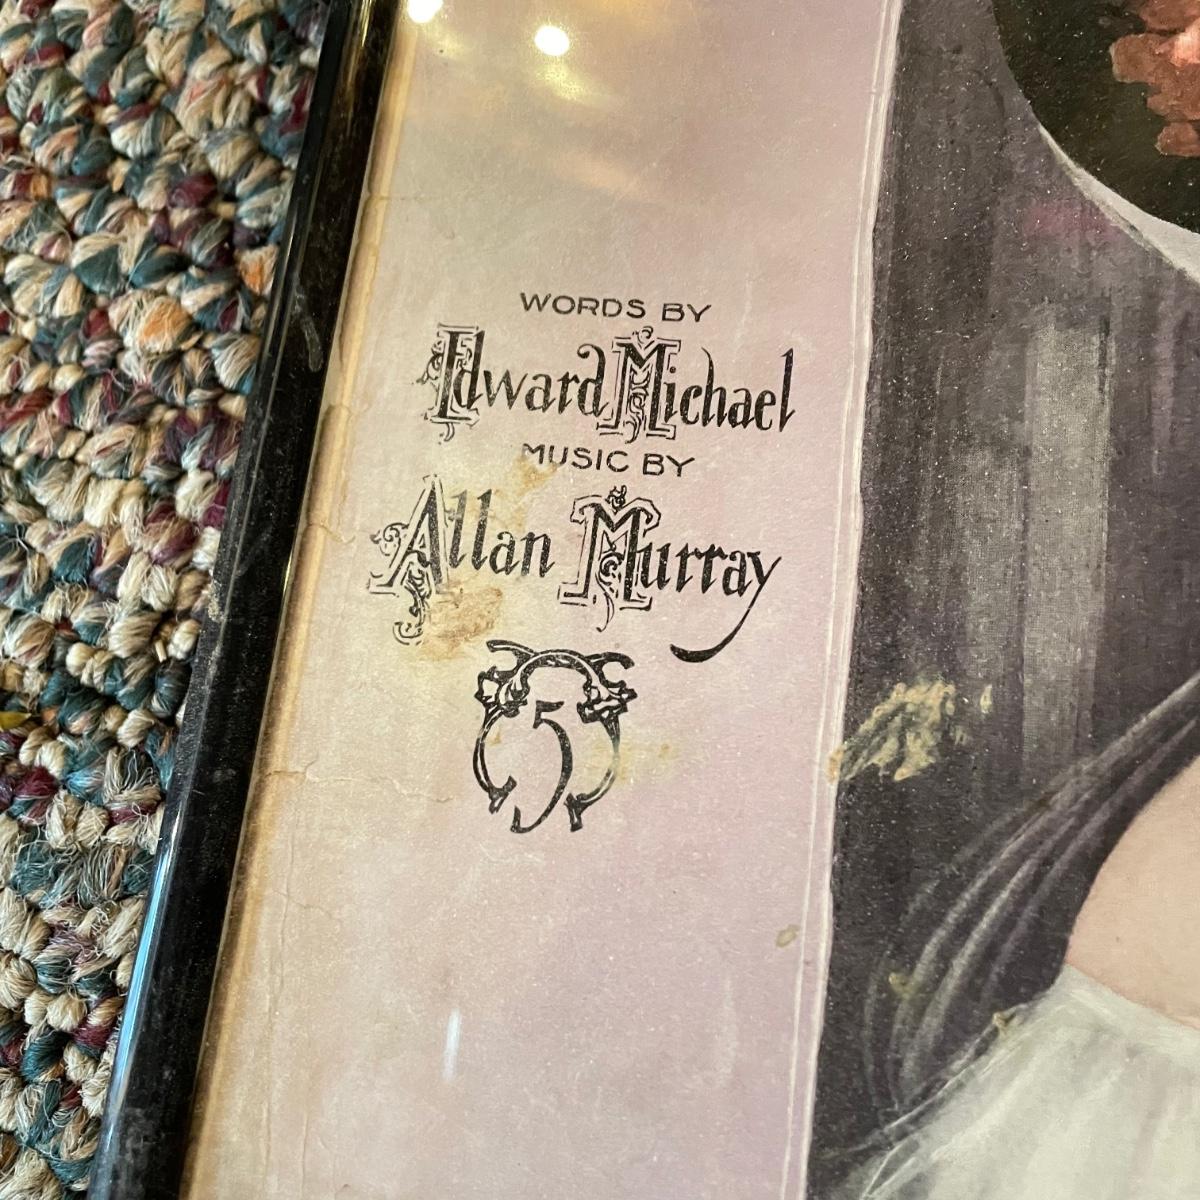 WORDS BY
Edward Michael
MUSIC BY
Allan Murray
5